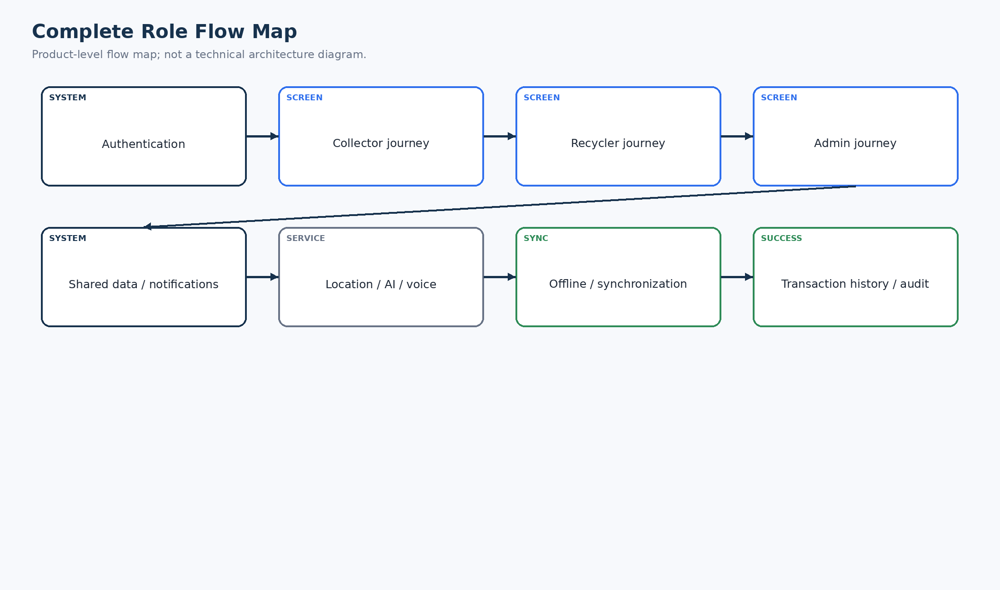 Complete Role Flow Map
Product-level flow map; not a technical architecture diagram.
SYSTEM
Authentication
SCREEN
Collector journey
SCREEN
Recycler journey
SCREEN
Admin journey
SYSTEM
Shared data / notifications
SERVICE
Location / AI / voice
SYNC
Offline / synchronization
SUCCESS
Transaction history / audit